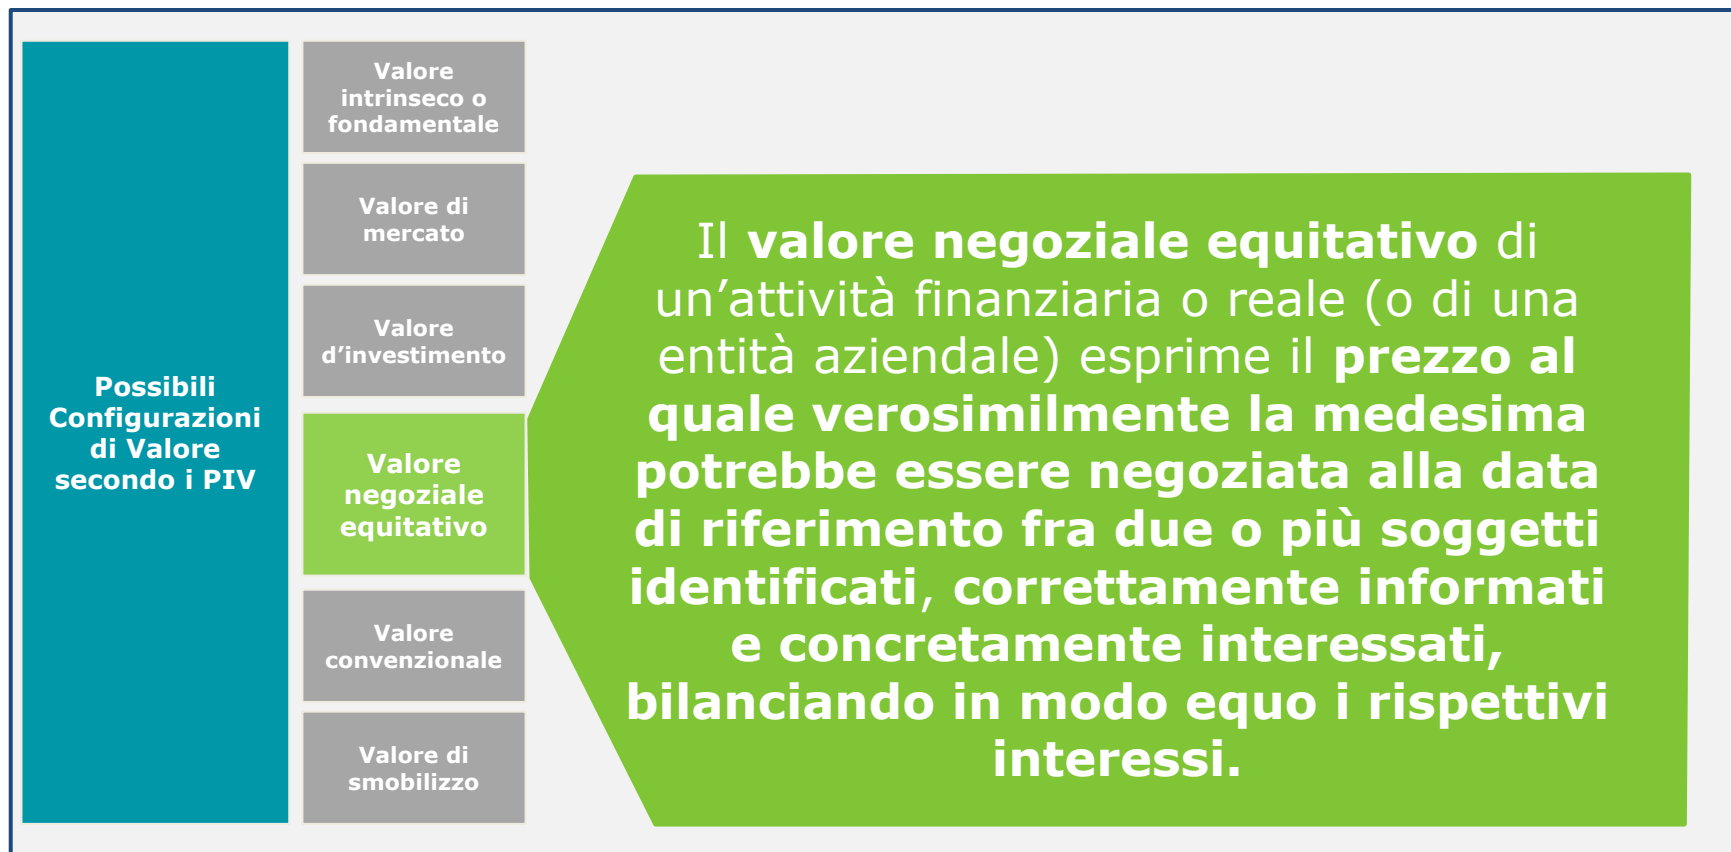 Possibili
Configurazioni
di Valore
secondo i PIV
Valore
intrinseco o
fondamentale
Valore di
mercato
Valore
d’investimento
Valore
negoziale
equitativo
Valore
convenzionale
Valore di
smobilizzo
Il valore negoziale equitativo di
un’attività finanziaria o reale (o di una
entità aziendale) esprime il prezzo al
quale verosimilmente la medesima
potrebbe essere negoziata alla data
di riferimento fra due o più soggetti
identificati, correttamente informati
e concretamente interessati,
bilanciando in modo equo i rispettivi
interessi.